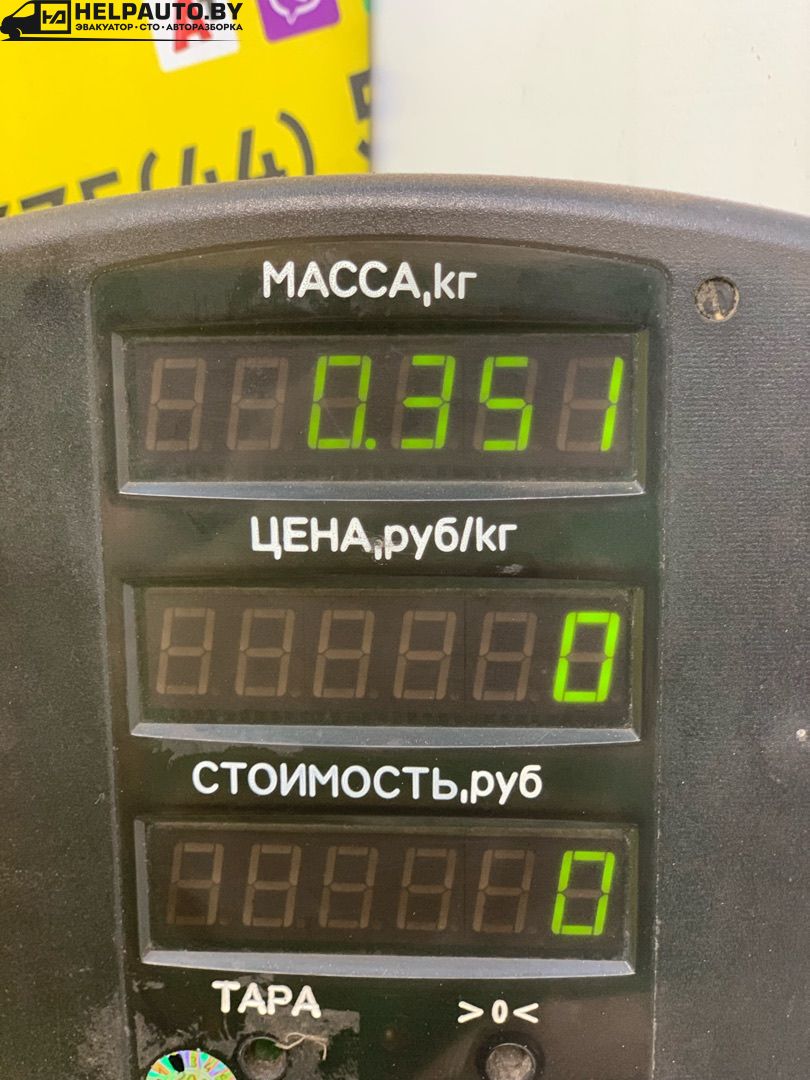 HELPAUTO.BY
ЭВАКУАТОР • СТО • АВТОРАЗБОРКА
МАССА,кг
0.351
ЦЕНА,руб/кг
0
СТОИМОСТЬ,руб
0
ТАРА
>0<